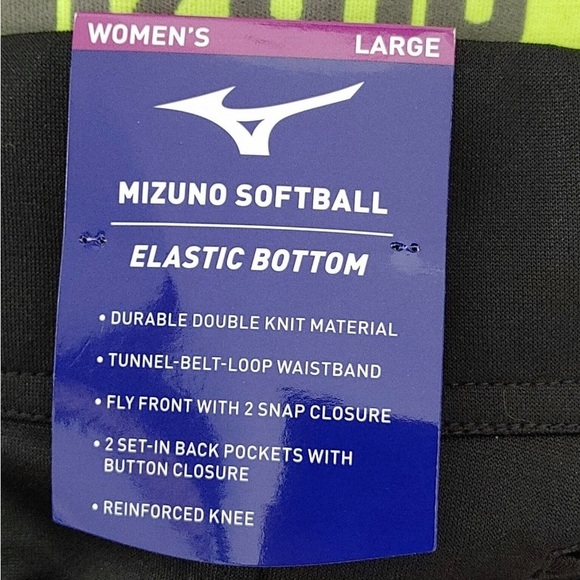 WOMEN'S LARGE
MIZUNO SOFTBALL
ELASTIC BOTTOM
• DURABLE DOUBLE KNIT MATERIAL
• TUNNEL-BELT-LOOP WAISTBAND
• FLY FRONT WITH 2 SNAP CLOSURE
• 2 SET-IN BACK POCKETS WITH
BUTTON CLOSURE
• REINFORCED KNEE